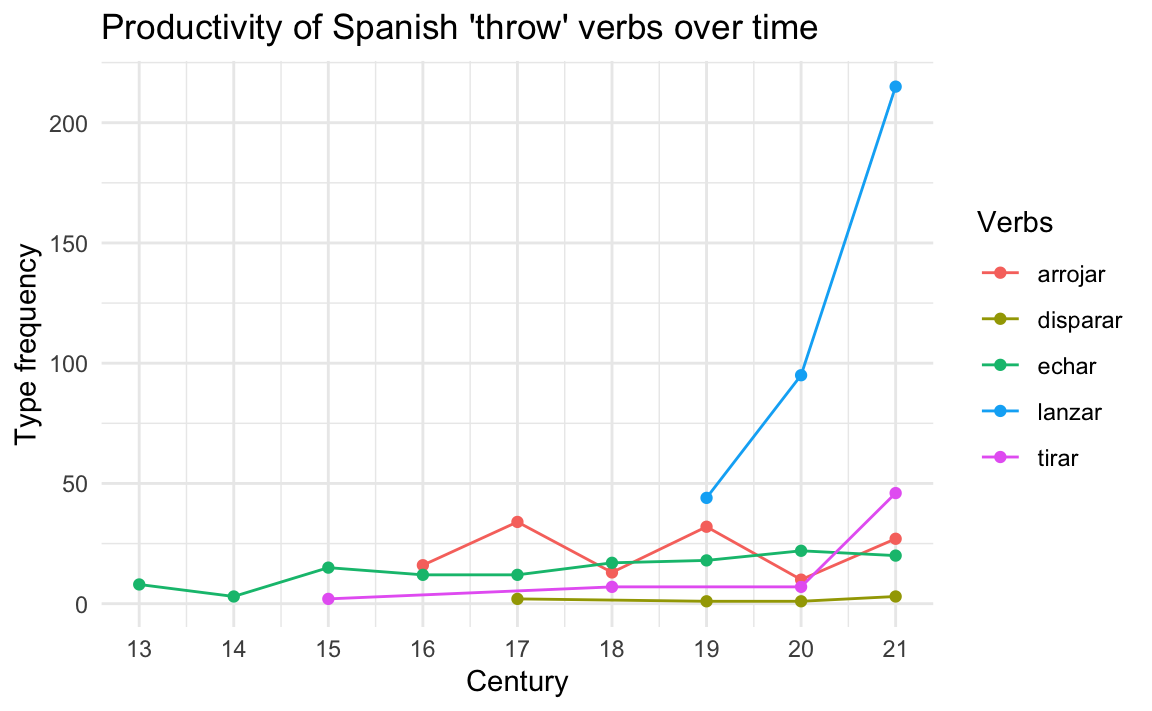 Productivity of Spanish 'throw' verbs over time
Type frequency
200
150
100
50
0
13 14 15 16 17 18 19 20 21
Century
Verbs
arrojar
disparar
echar
lanzar
tirar